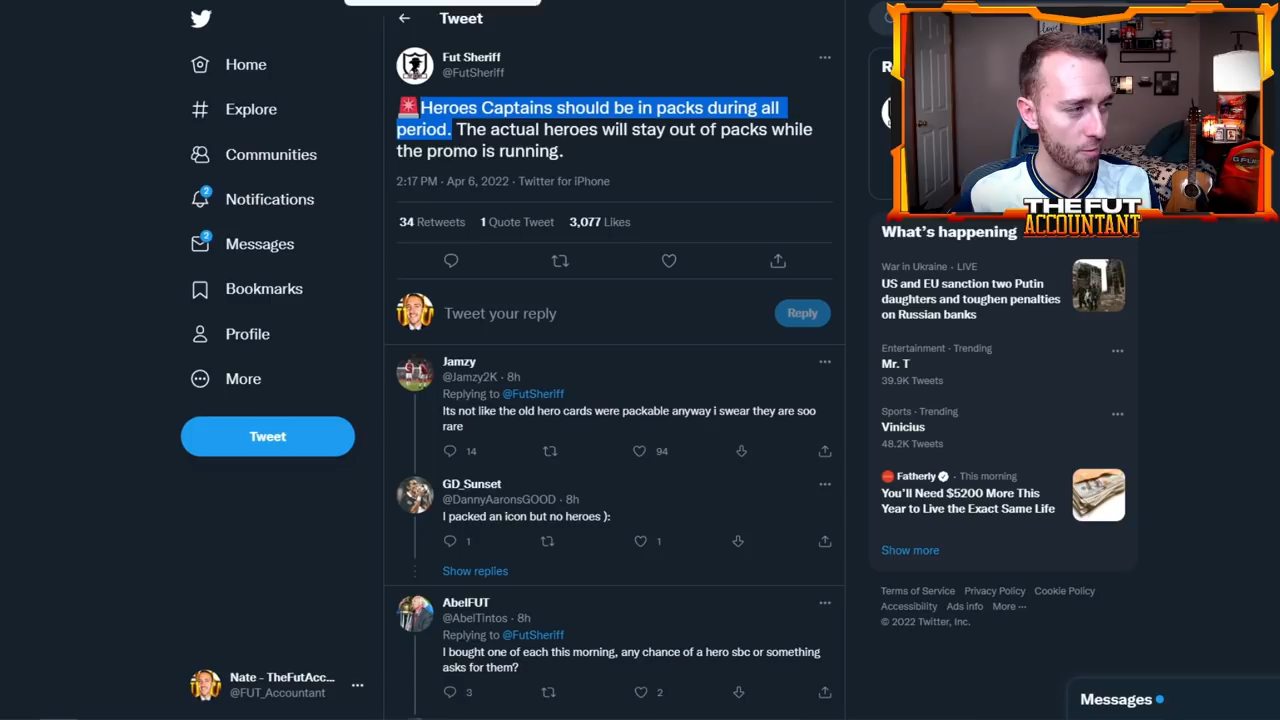 Tweet
Home
Explore
Communities
2
Notifications
2
Messages
Bookmarks
Profile
More
Tweet
Nate - TheFutAcc...
@FUT_Accountant
Fut Sheriff
@FutSheriff
🚨Heroes Captains should be in packs during all
period. The actual heroes will stay out of packs while
the promo is running.
2:17 PM · Apr 6, 2022 · Twitter for iPhone
34 Retweets 1 Quote Tweet 3,077 Likes
Tweet your reply
Reply
Jamzy
@Jamzy2K · 8h
Replying to @FutSheriff
Its not like the old hero cards were packable anyway i swear they are soo
rare
14 94
GD_Sunset
@DannyAaronsGOOD · 8h
I packed an icon but no heroes ):
1 1
Show replies
AbelFUT
@AbelTintos · 8h
Replying to @FutSheriff
I bought one of each this morning, any chance of a hero sbc or something
asks for them?
3 2
R
THE FUT
ACCOUNTANT
What's happening
War in Ukraine · LIVE
US and EU sanction two Putin
daughters and toughen penalties
on Russian banks
Entertainment · Trending
Mr. T
39.9K Tweets
Sports · Trending
Vinicius
48.2K Tweets
Fatherly · This morning
You'll Need $5200 More This
Year to Live the Exact Same Life
Show more
Terms of Service Privacy Policy Cookie Policy
Accessibility Ads info More ···
© 2022 Twitter, Inc.
Messages